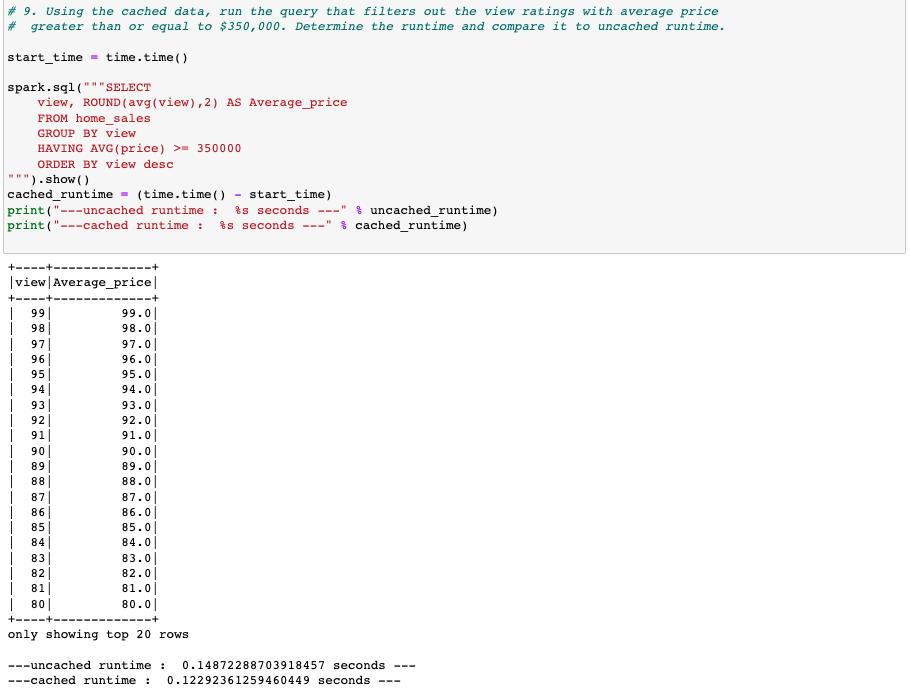 # 9. Using the cached data, run the query that filters out the view ratings with average price
#  greater than or equal to $350,000. Determine the runtime and compare it to uncached runtime.
start_time = time.time()
spark.sql("""SELECT
    view, ROUND(avg(view),2) AS Average_price
    FROM home_sales
    GROUP BY view
    HAVING AVG(price) >= 350000
    ORDER BY view desc
""").show()
cached_runtime = (time.time() - start_time)
print("---uncached runtime :  %s seconds ---" % uncached_runtime)
print("---cached runtime :  %s seconds ---" % cached_runtime)
+----+-------------+
|view|Average_price|
+----+-------------+
|  99|         99.0|
|  98|         98.0|
|  97|         97.0|
|  96|         96.0|
|  95|         95.0|
|  94|         94.0|
|  93|         93.0|
|  92|         92.0|
|  91|         91.0|
|  90|         90.0|
|  89|         89.0|
|  88|         88.0|
|  87|         87.0|
|  86|         86.0|
|  85|         85.0|
|  84|         84.0|
|  83|         83.0|
|  82|         82.0|
|  81|         81.0|
|  80|         80.0|
+----+-------------+
only showing top 20 rows
---uncached runtime :  0.14872288703918457 seconds ---
---cached runtime :  0.12292361259460449 seconds ---